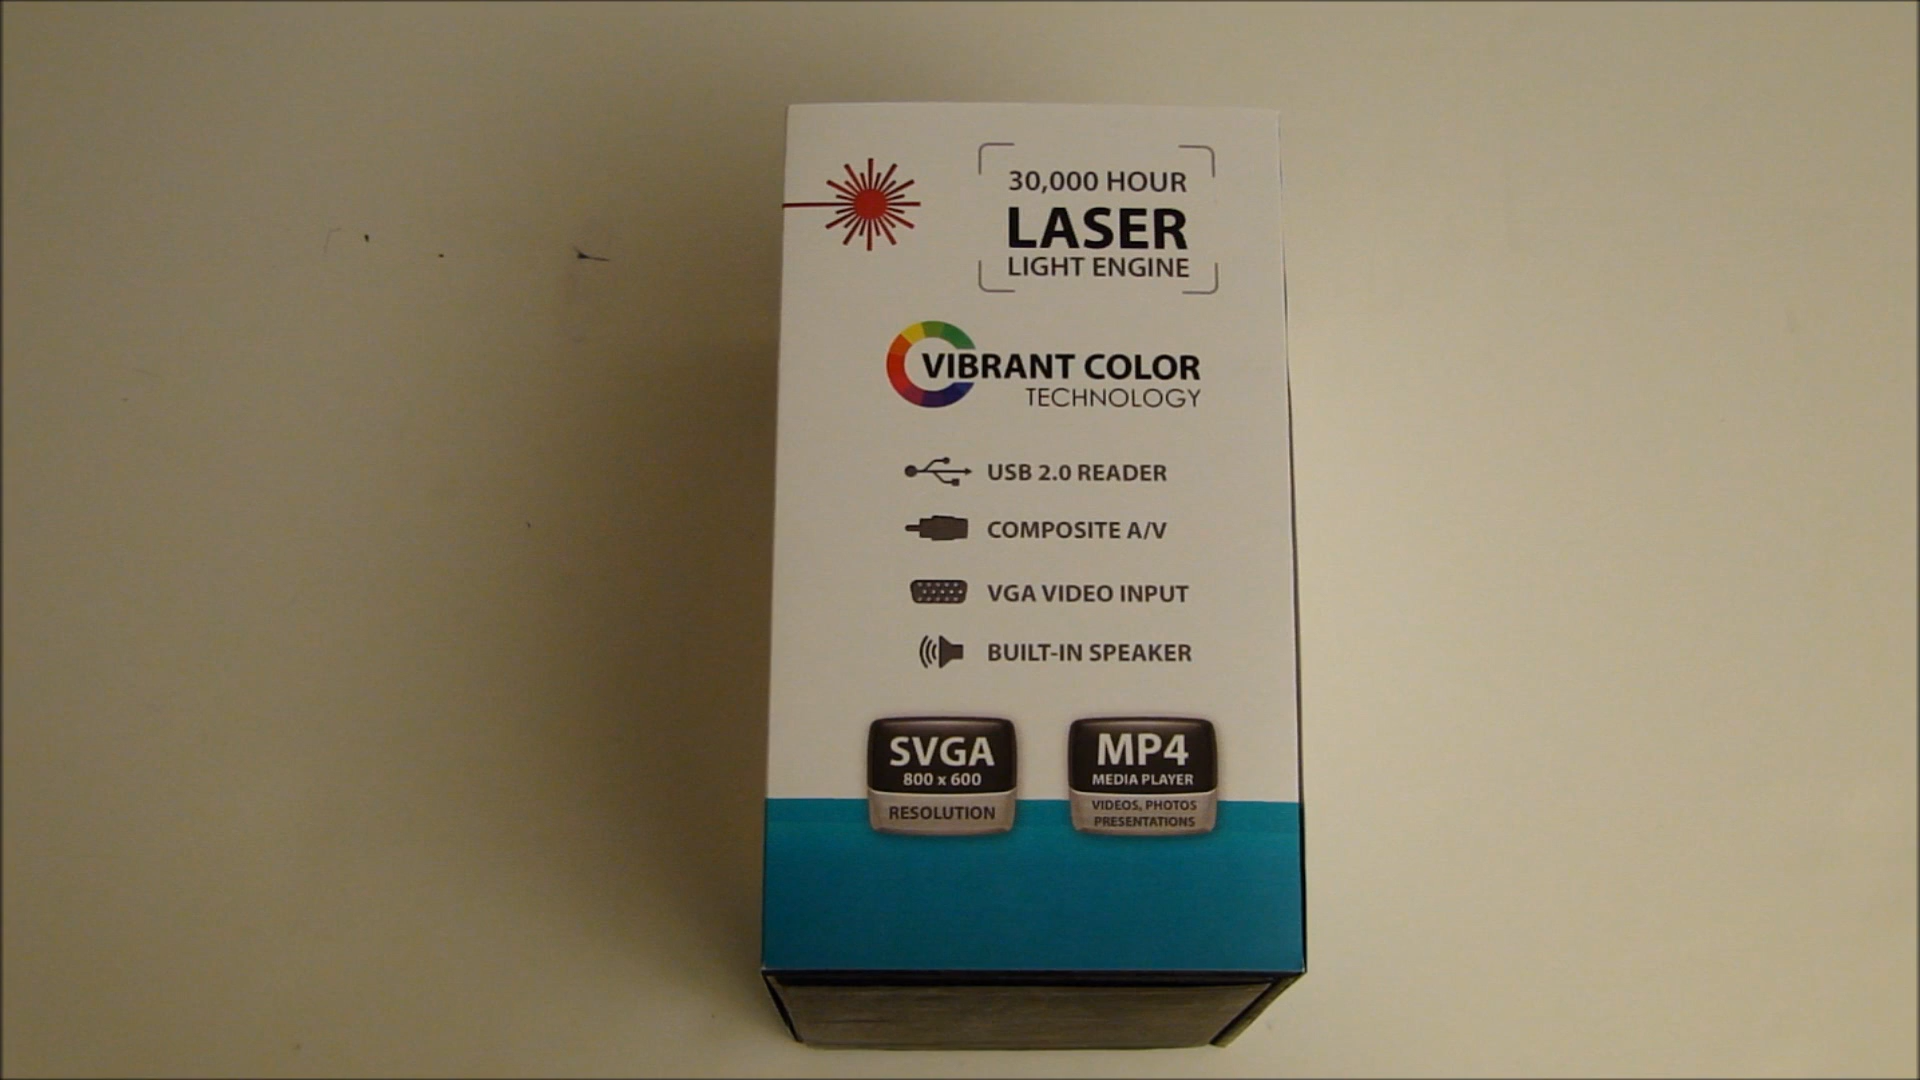 30,000 HOUR
LASER
LIGHT ENGINE
VIBRANT COLOR
TECHNOLOGY
USB 2.0 READER
COMPOSITE A/V
VGA VIDEO INPUT
BUILT-IN SPEAKER
SVGA
800 x 600
RESOLUTION
MP4
MEDIA PLAYER
VIDEOS, PHOTOS
PRESENTATIONS